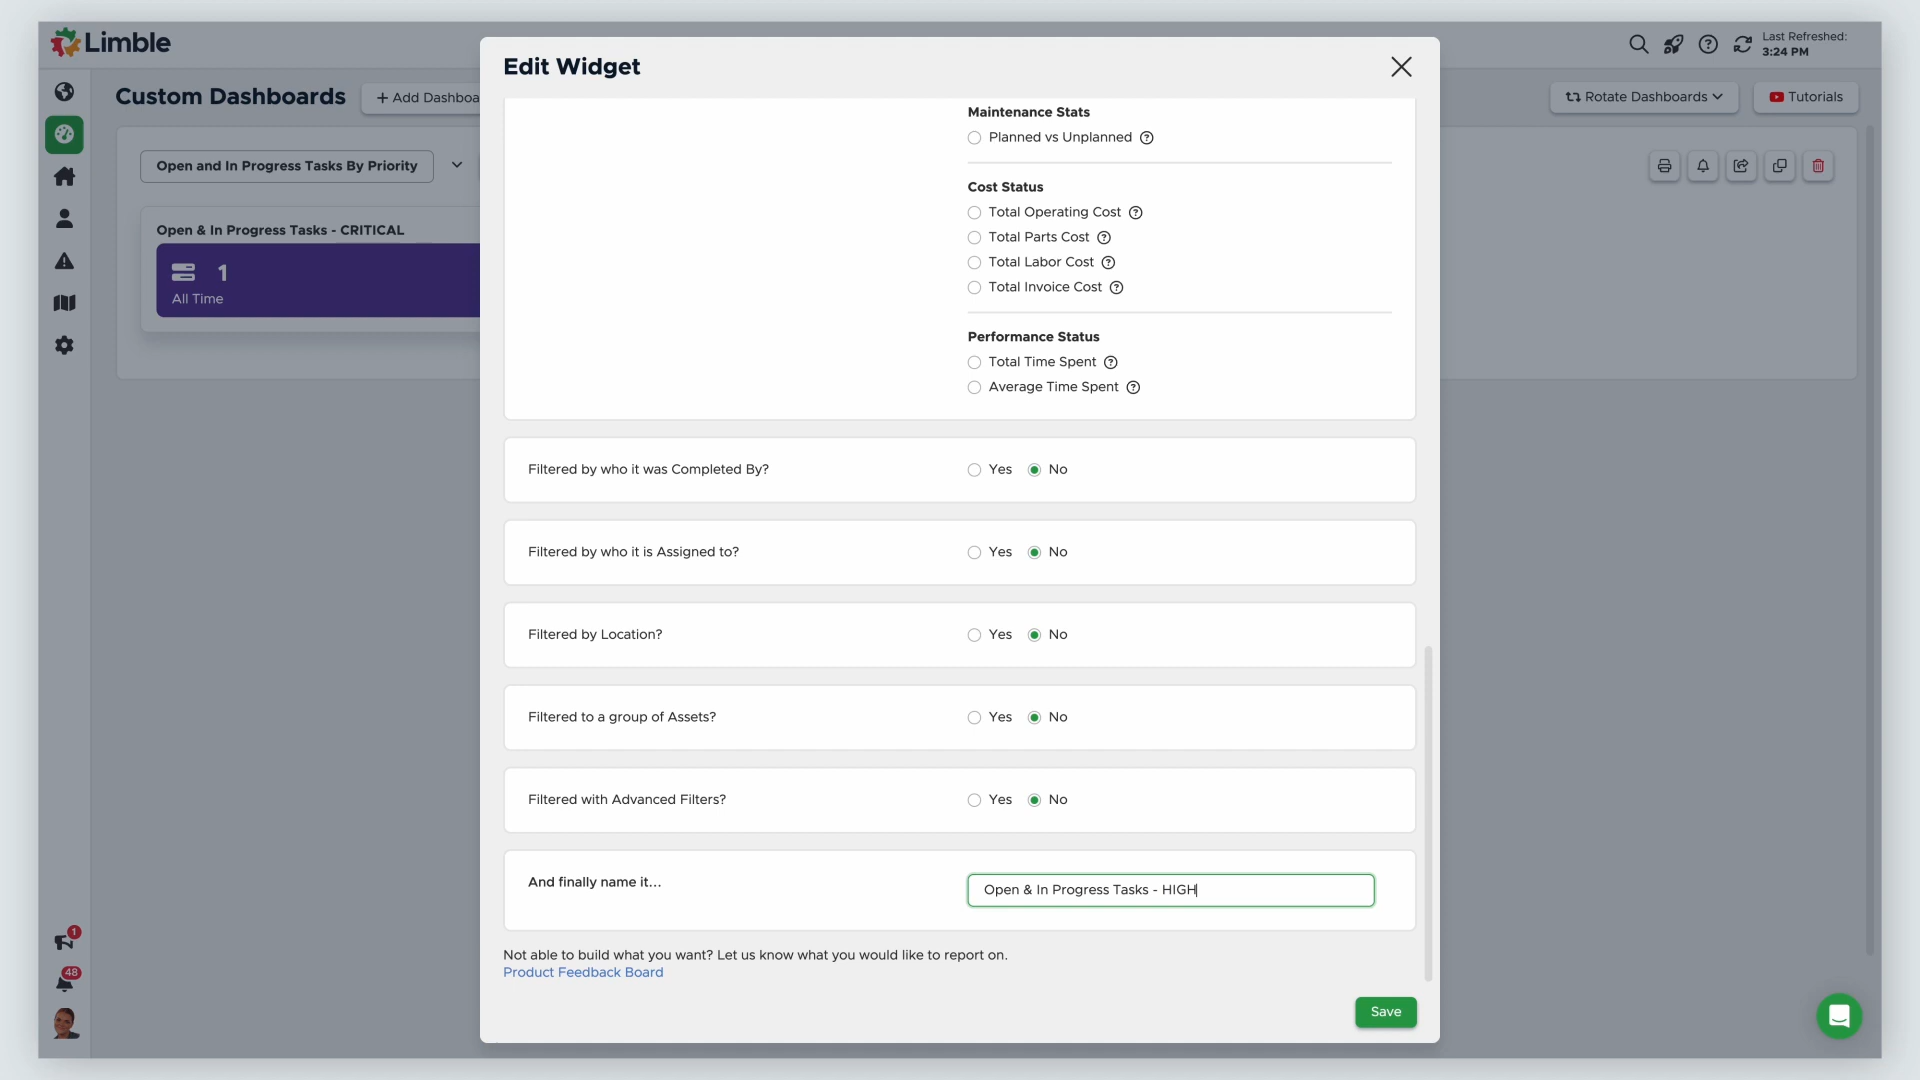 Limble
Last Refreshed:
3:24 PM
Custom Dashboards
+ Add Dashboa
Rotate Dashboards
Tutorials
Open and In Progress Tasks By Priority
Open & In Progress Tasks - CRITICAL
1
All Time
1
48
Edit Widget
Maintenance Stats
Planned vs Unplanned
Cost Status
Total Operating Cost
Total Parts Cost
Total Labor Cost
Total Invoice Cost
Performance Status
Total Time Spent
Average Time Spent
Filtered by who it was Completed By? Yes No
Filtered by who it is Assigned to? Yes No
Filtered by Location? Yes No
Filtered to a group of Assets? Yes No
Filtered with Advanced Filters? Yes No
And finally name it... Open & In Progress Tasks - HIGH
Not able to build what you want? Let us know what you would like to report on.
Product Feedback Board
Save